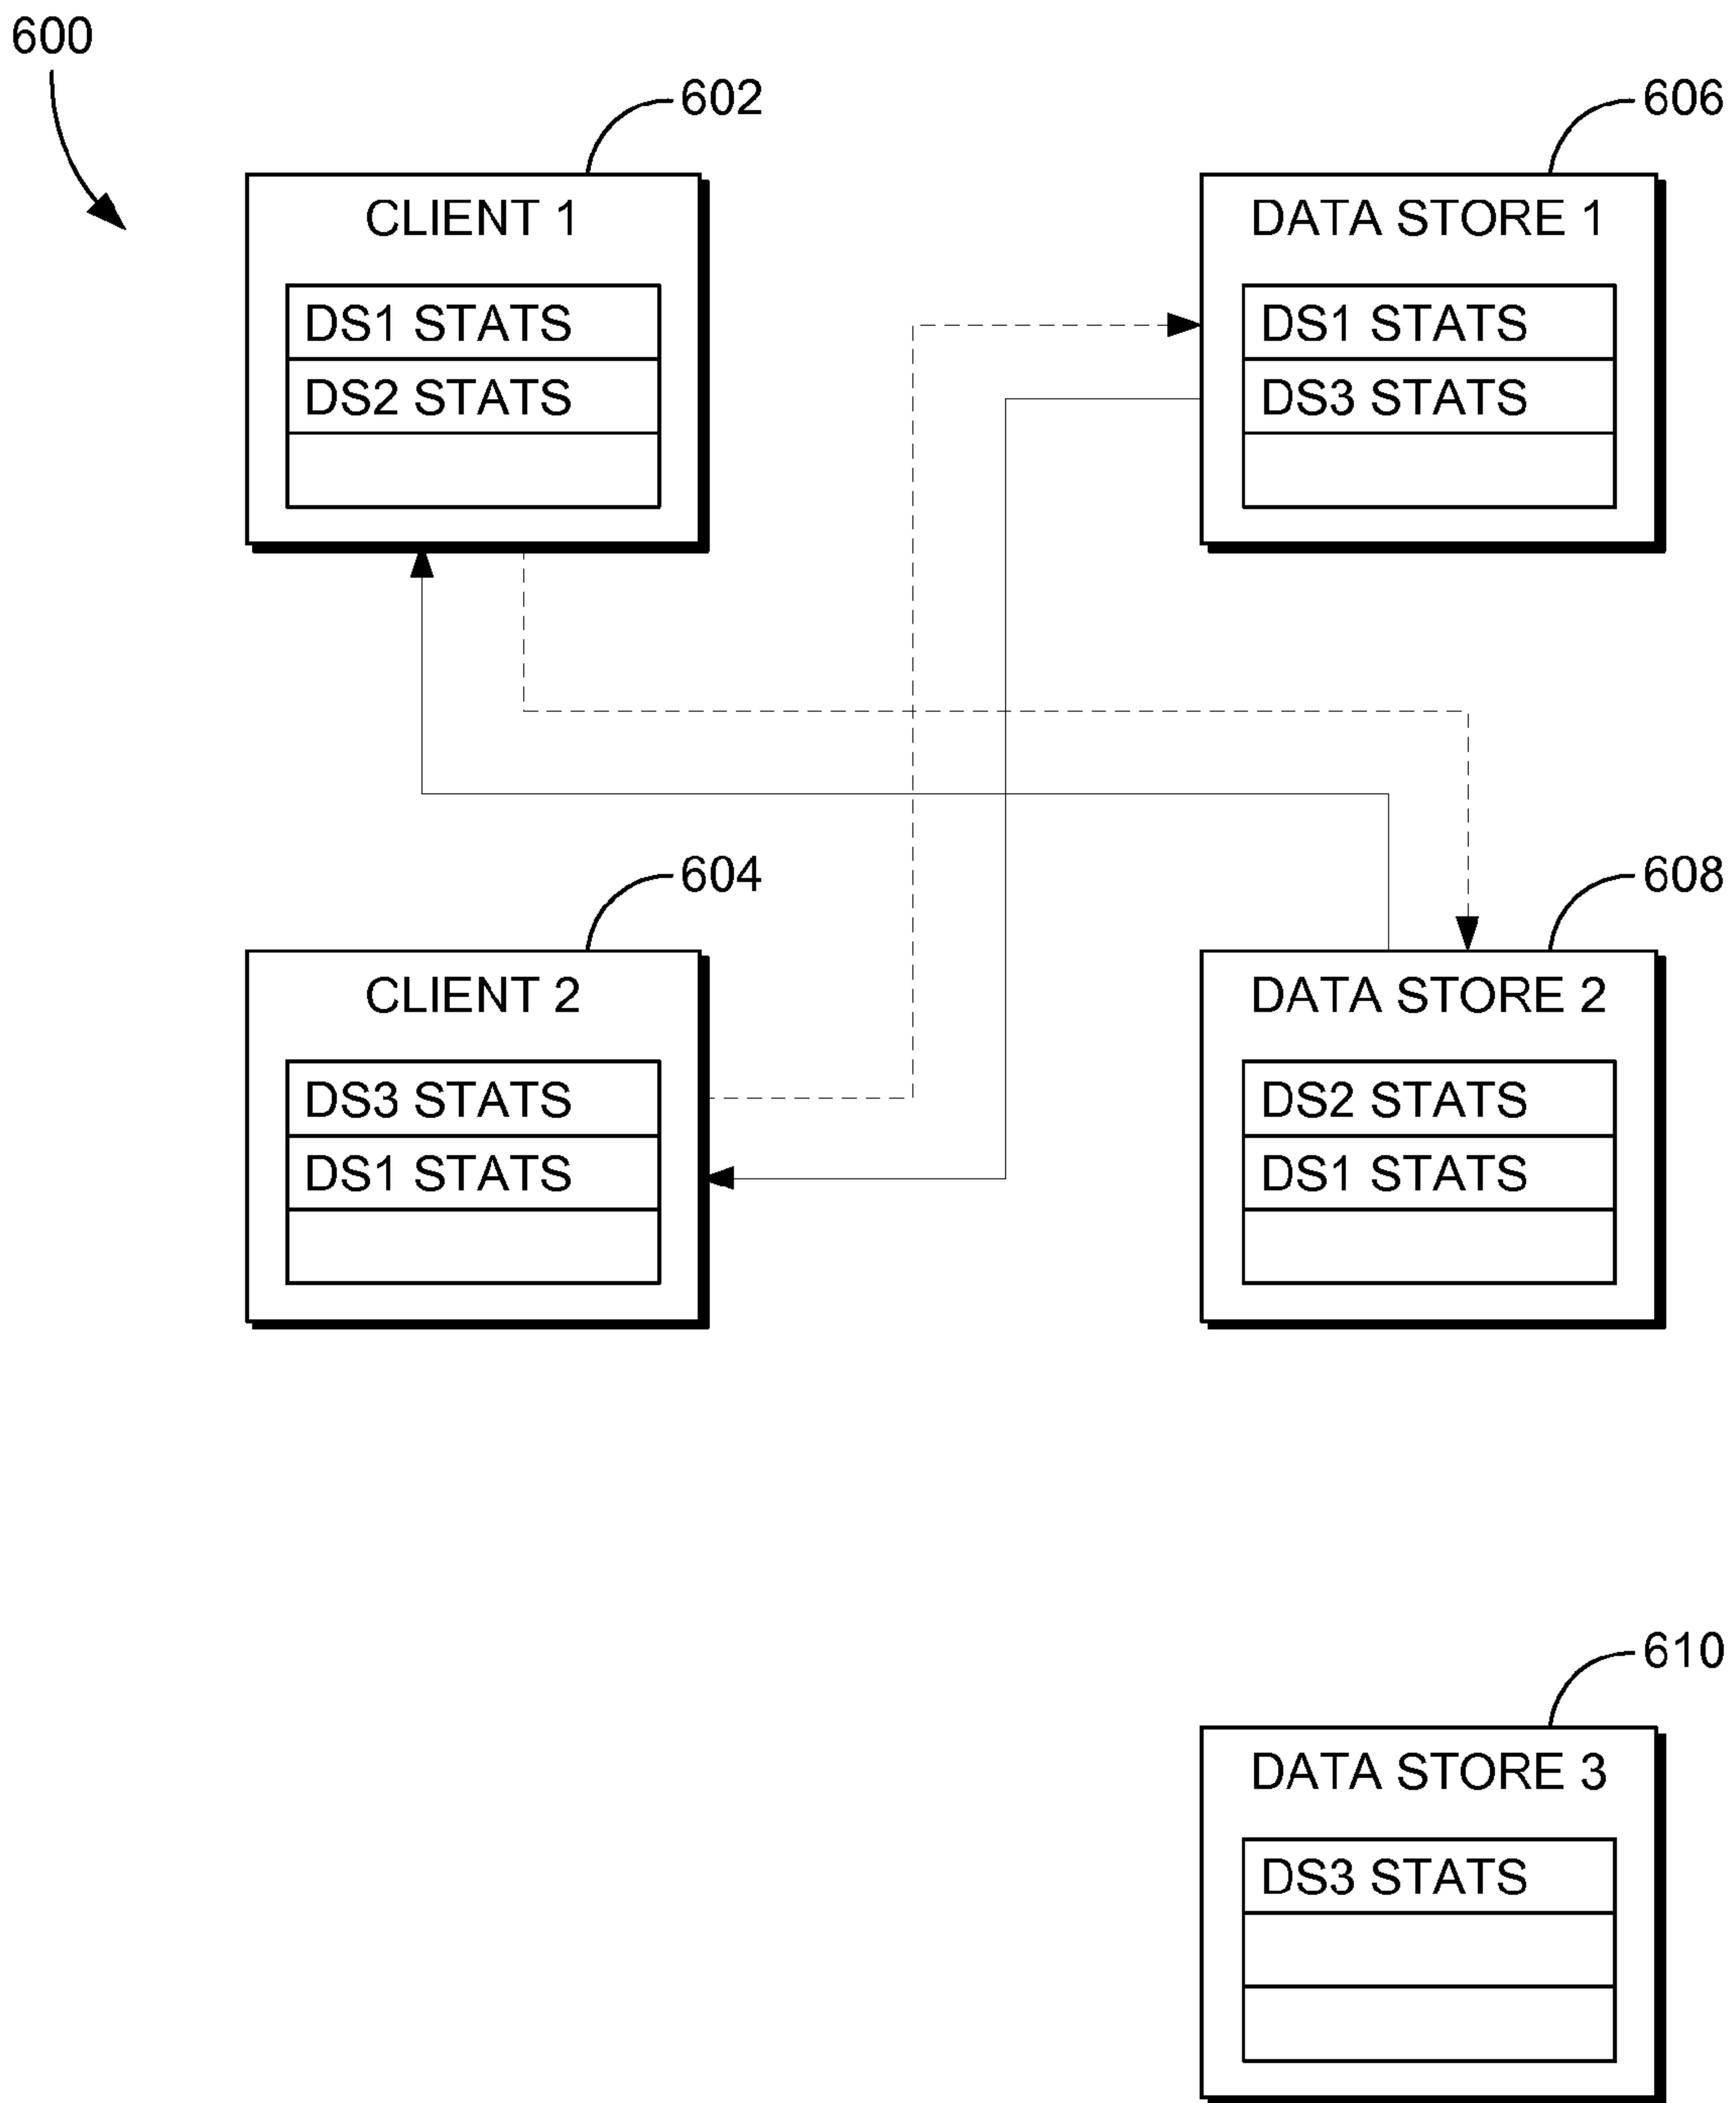 600
602
606
CLIENT 1
DS1 STATS
DS2 STATS
DATA STORE 1
DS1 STATS
DS3 STATS
604
608
CLIENT 2
DS3 STATS
DS1 STATS
DATA STORE 2
DS2 STATS
DS1 STATS
610
DATA STORE 3
DS3 STATS